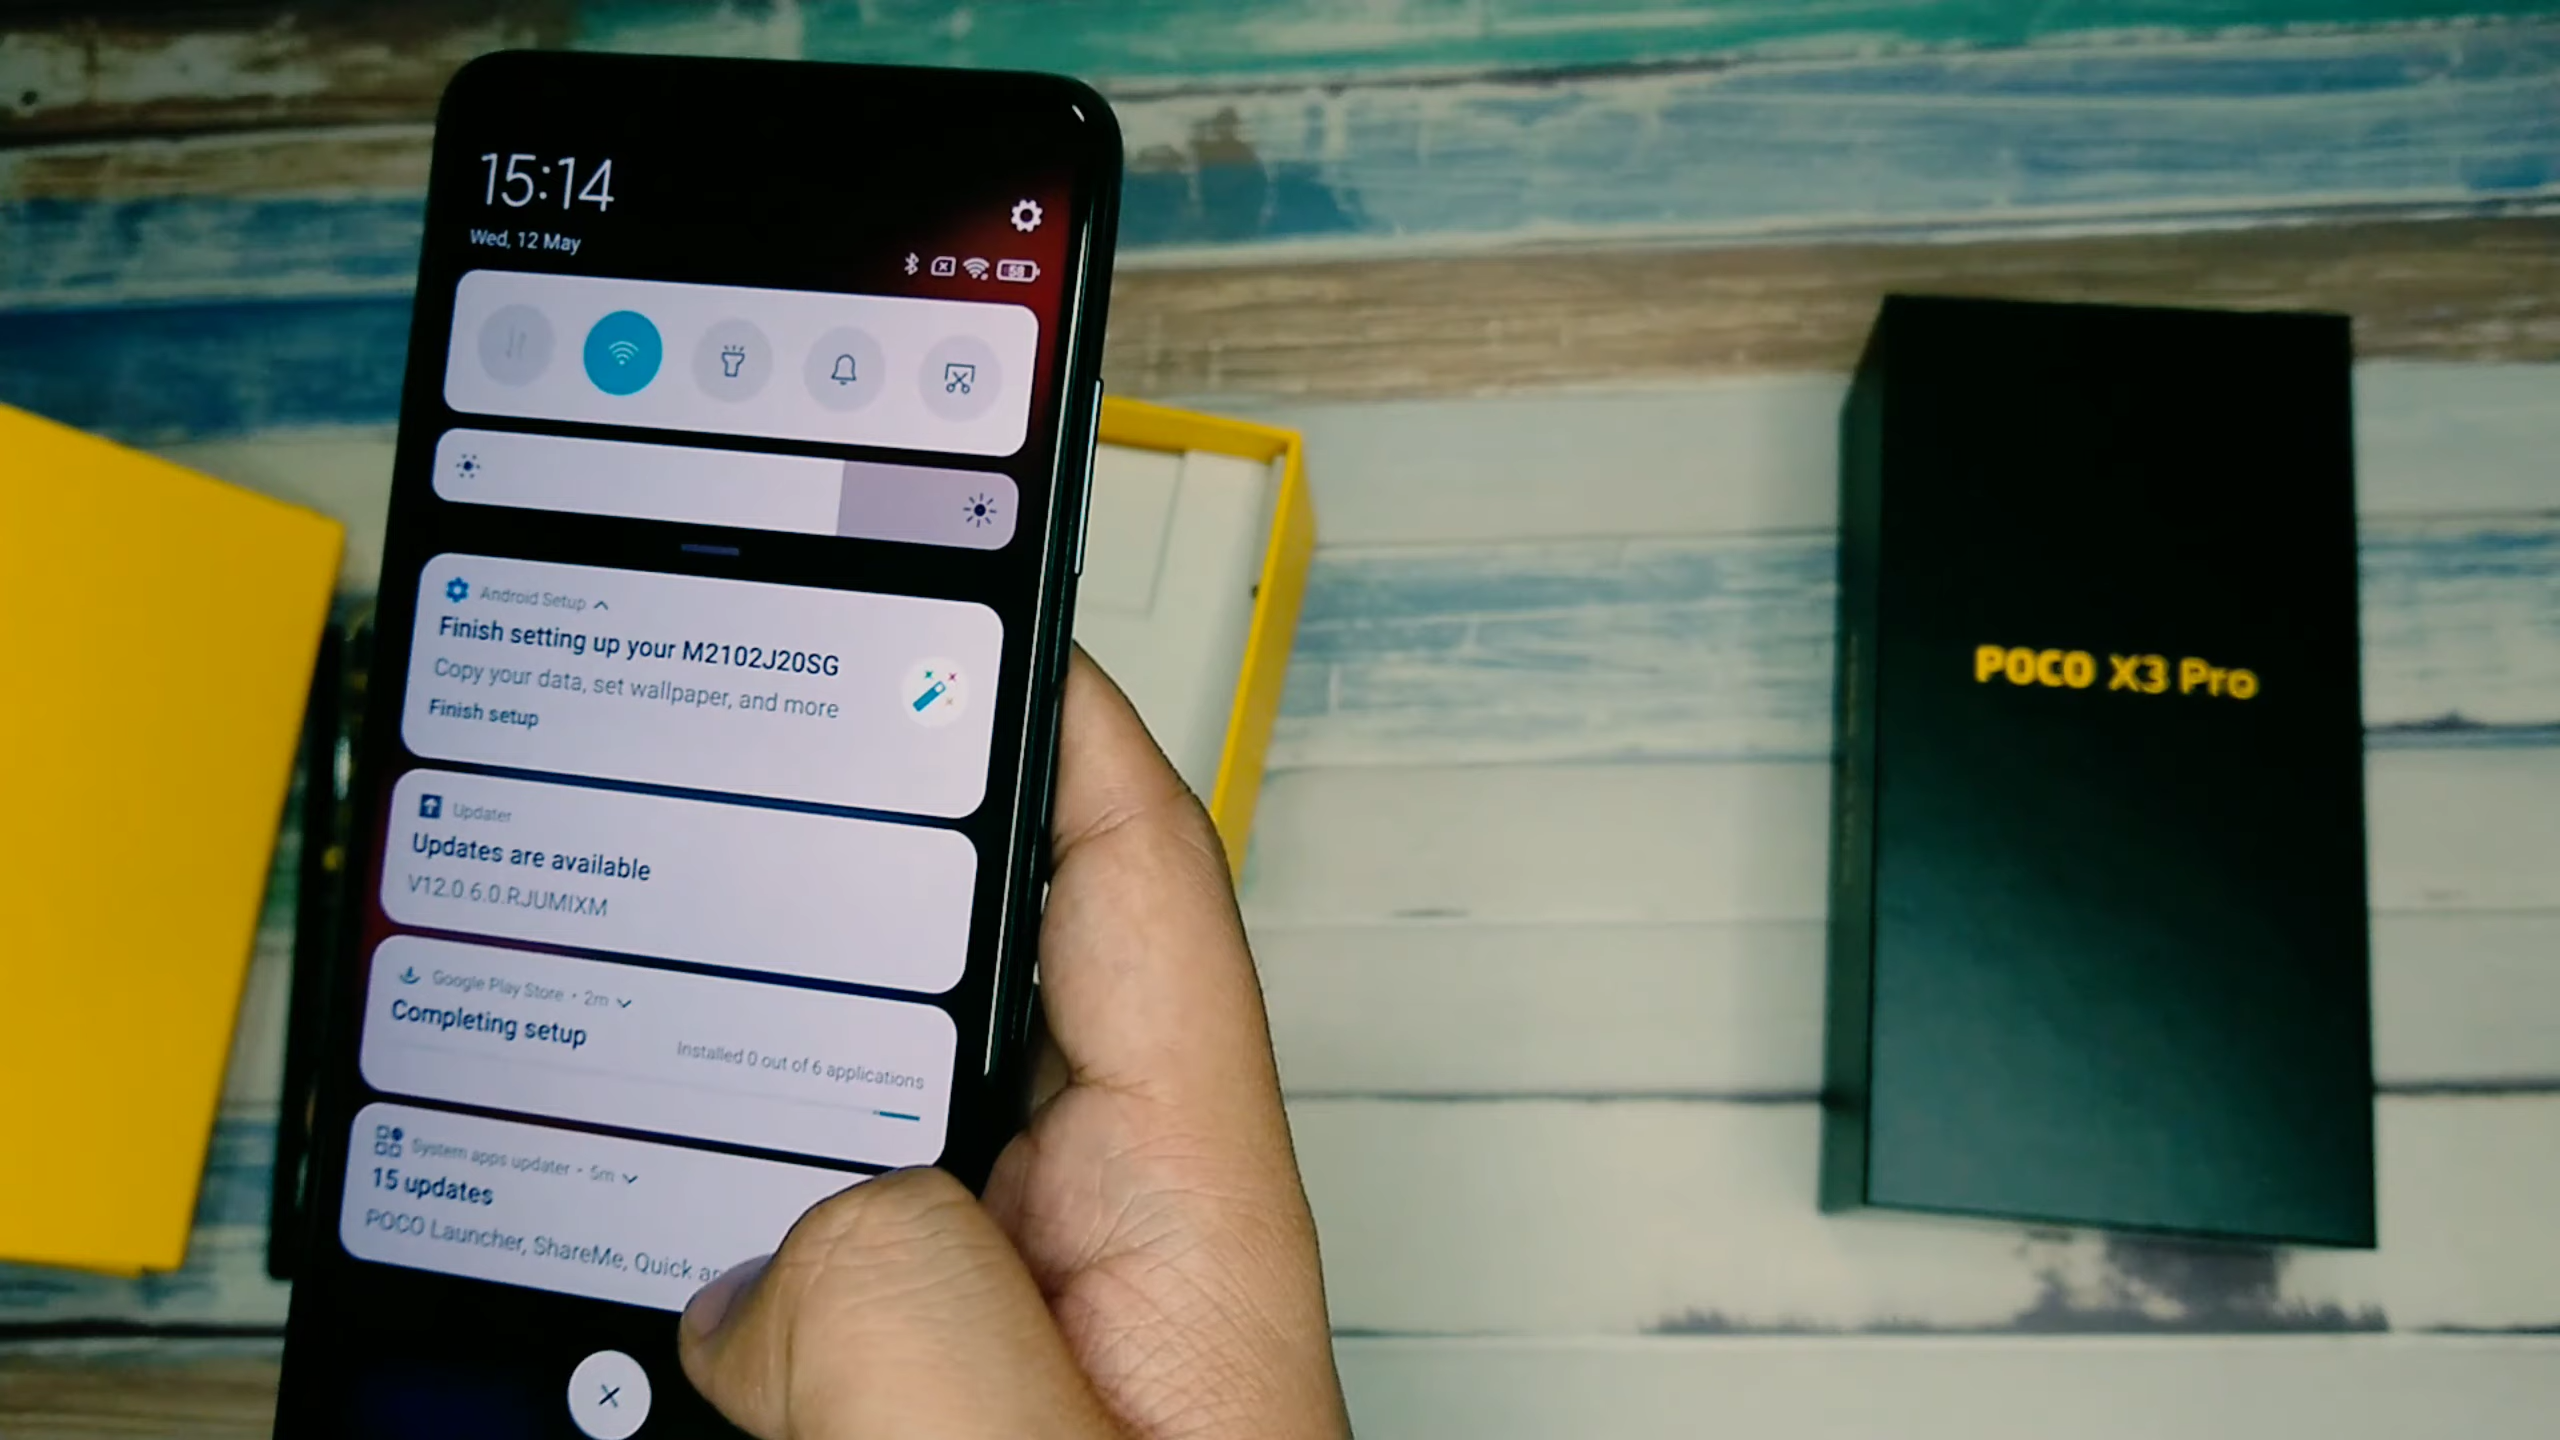 15:14
Wed, 12 May
58
Android Setup
Finish setting up your M2102J20SG
Copy your data, set wallpaper, and more
Finish setup
Updater
Updates are available
V12.0.6.0.RJUMIXM
Google Play Store • 2m
Completing setup
Installed 0 out of 6 applications
System apps updater • 5m
15 updates
POCO Launcher, ShareMe, Quick
POCO X3 Pro